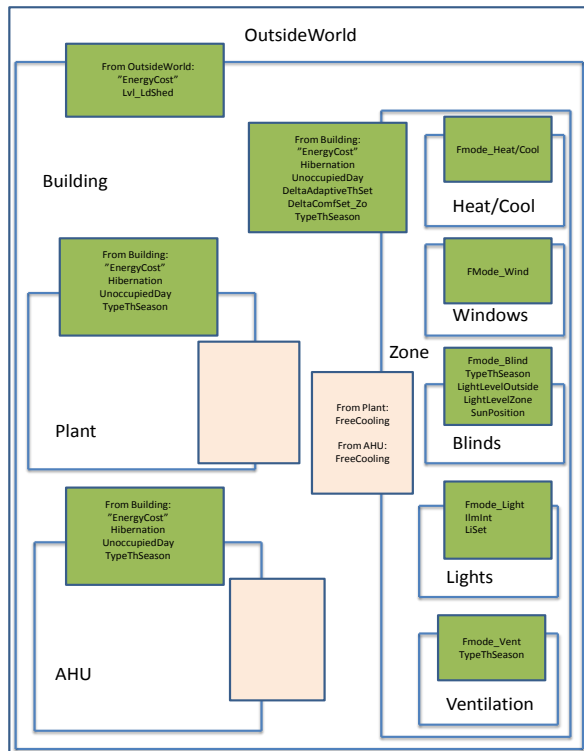 OutsideWorld
From OutsideWorld:
"EnergyCost"
Lvl_LdShed
Building
From Building:
"EnergyCost"
Hibernation
UnoccupiedDay
DeltaAdaptiveThSet
DeltaComfSet_Zo
TypeThSeason
Fmode_Heat/Cool
Heat/Cool
FMode_Wind
Windows
Zone
From Building:
"EnergyCost"
Hibernation
UnoccupiedDay
TypeThSeason
Plant
From Plant:
FreeCooling
From AHU:
FreeCooling
Fmode_Blind
TypeThSeason
LightLevelOutside
LightLevelZone
SunPosition
Blinds
From Building:
"EnergyCost"
Hibernation
UnoccupiedDay
TypeThSeason
AHU
Fmode_Light
IlmInt
LiSet
Lights
Fmode_Vent
TypeThSeason
Ventilation